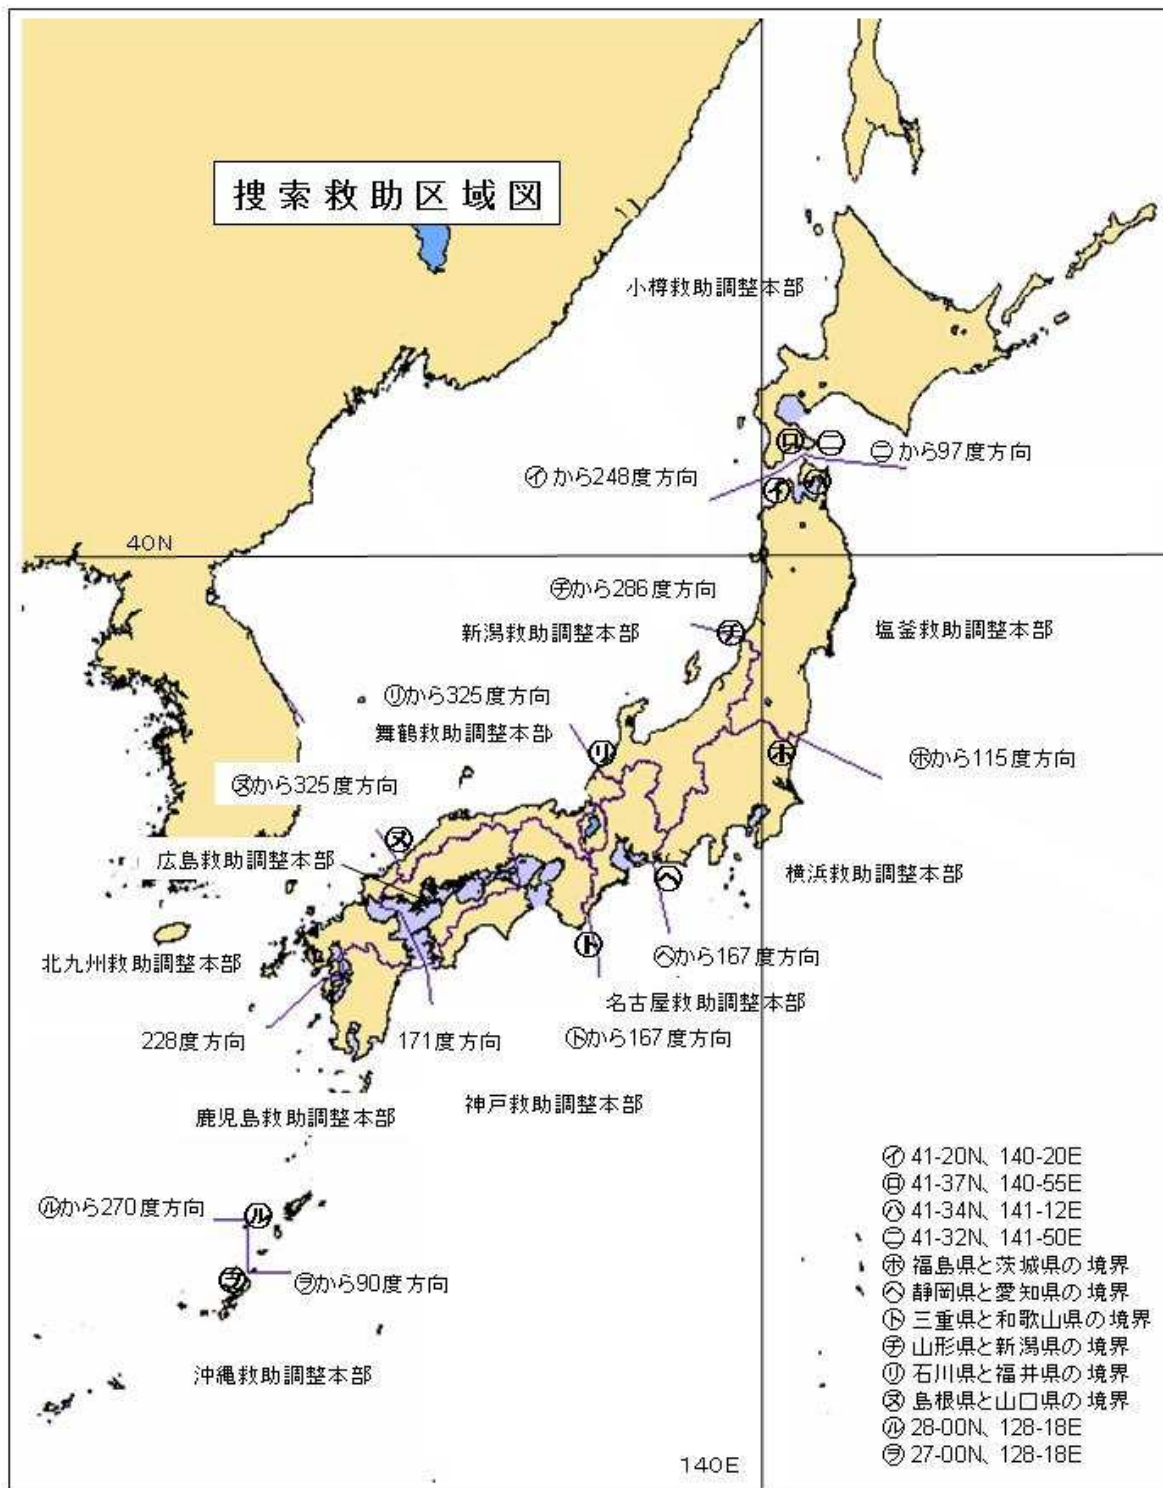 捜索救助区域図
小樽救助調整本部
㋺
㋥
㋥から97度方向
㋑から248度方向
㋑
㋩
40N
㋠から286度方向
新潟救助調整本部
㋠
塩釜救助調整本部
㋷から325度方向
舞鶴救助調整本部
㋷
㋭
㋭から115度方向
㋦から325度方向
㋦
広島救助調整本部
横浜救助調整本部
㋬
北九州救助調整本部
㋣
㋬から167度方向
名古屋救助調整本部
228度方向
171度方向
㋣から167度方向
神戸救助調整本部
鹿児島救助調整本部
㋸から270度方向
㋸
㋾
㋾から90度方向
沖縄救助調整本部
140E
㋑ 41-20N、140-20E
㋺ 41-37N、140-55E
㋩ 41-34N、141-12E
㋥ 41-32N、141-50E
㋭ 福島県と茨城県の境界
㋬ 静岡県と愛知県の境界
㋣ 三重県と和歌山県の境界
㋠ 山形県と新潟県の境界
㋷ 石川県と福井県の境界
㋦ 島根県と山口県の境界
㋸ 28-00N、128-18E
㋾ 27-00N、128-18E